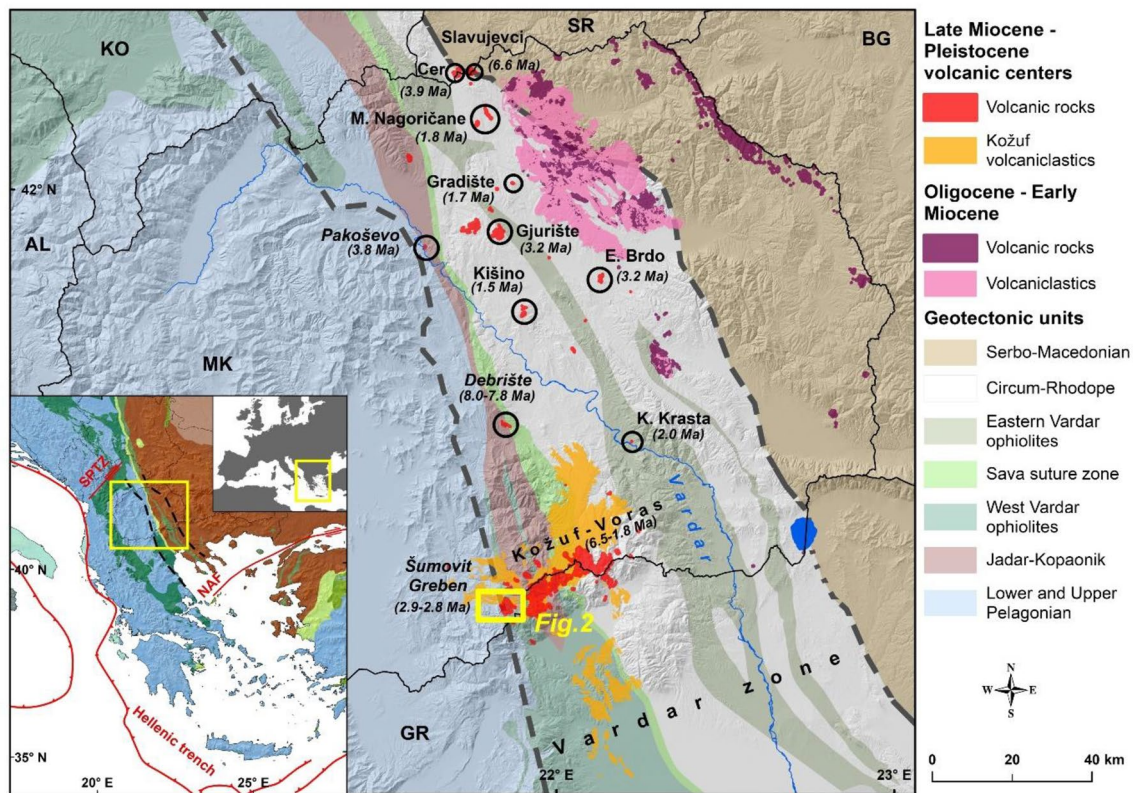 KO
SR
BG
Slavujevci
(6.6 Ma)
Cer
(3.9 Ma)
M. Nagoričane
(1.8 Ma)
42° N
Gradište
(1.7 Ma)
AL
Pakoševo
(3.8 Ma)
Gjurište
(3.2 Ma)
E. Brdo
(3.2 Ma)
Kišino
(1.5 Ma)
MK
Debrište
(8.0-7.8 Ma)
K. Krasta
(2.0 Ma)
Vardar
Kožuf-Voras
(6.5-1.8 Ma)
Šumovit
Greben
(2.9-2.8 Ma)
Fig.2
Vardar zone
GR
22° E
23° E
SPTZ
NAF
40° N
Hellenic trench
35° N
20° E
Late Miocene -
Pleistocene
volcanic centers
Volcanic rocks
Kožuf
volcaniclastics
Oligocene - Early
Miocene
Volcanic rocks
Volcaniclastics
Geotectonic units
Serbo-Macedonian
Circum-Rhodope
Eastern Vardar
ophiolites
Sava suture zone
West Vardar
ophiolites
Jadar-Kopaonik
Lower and Upper
Pelagonian
N
W E
S
0 20 40 km